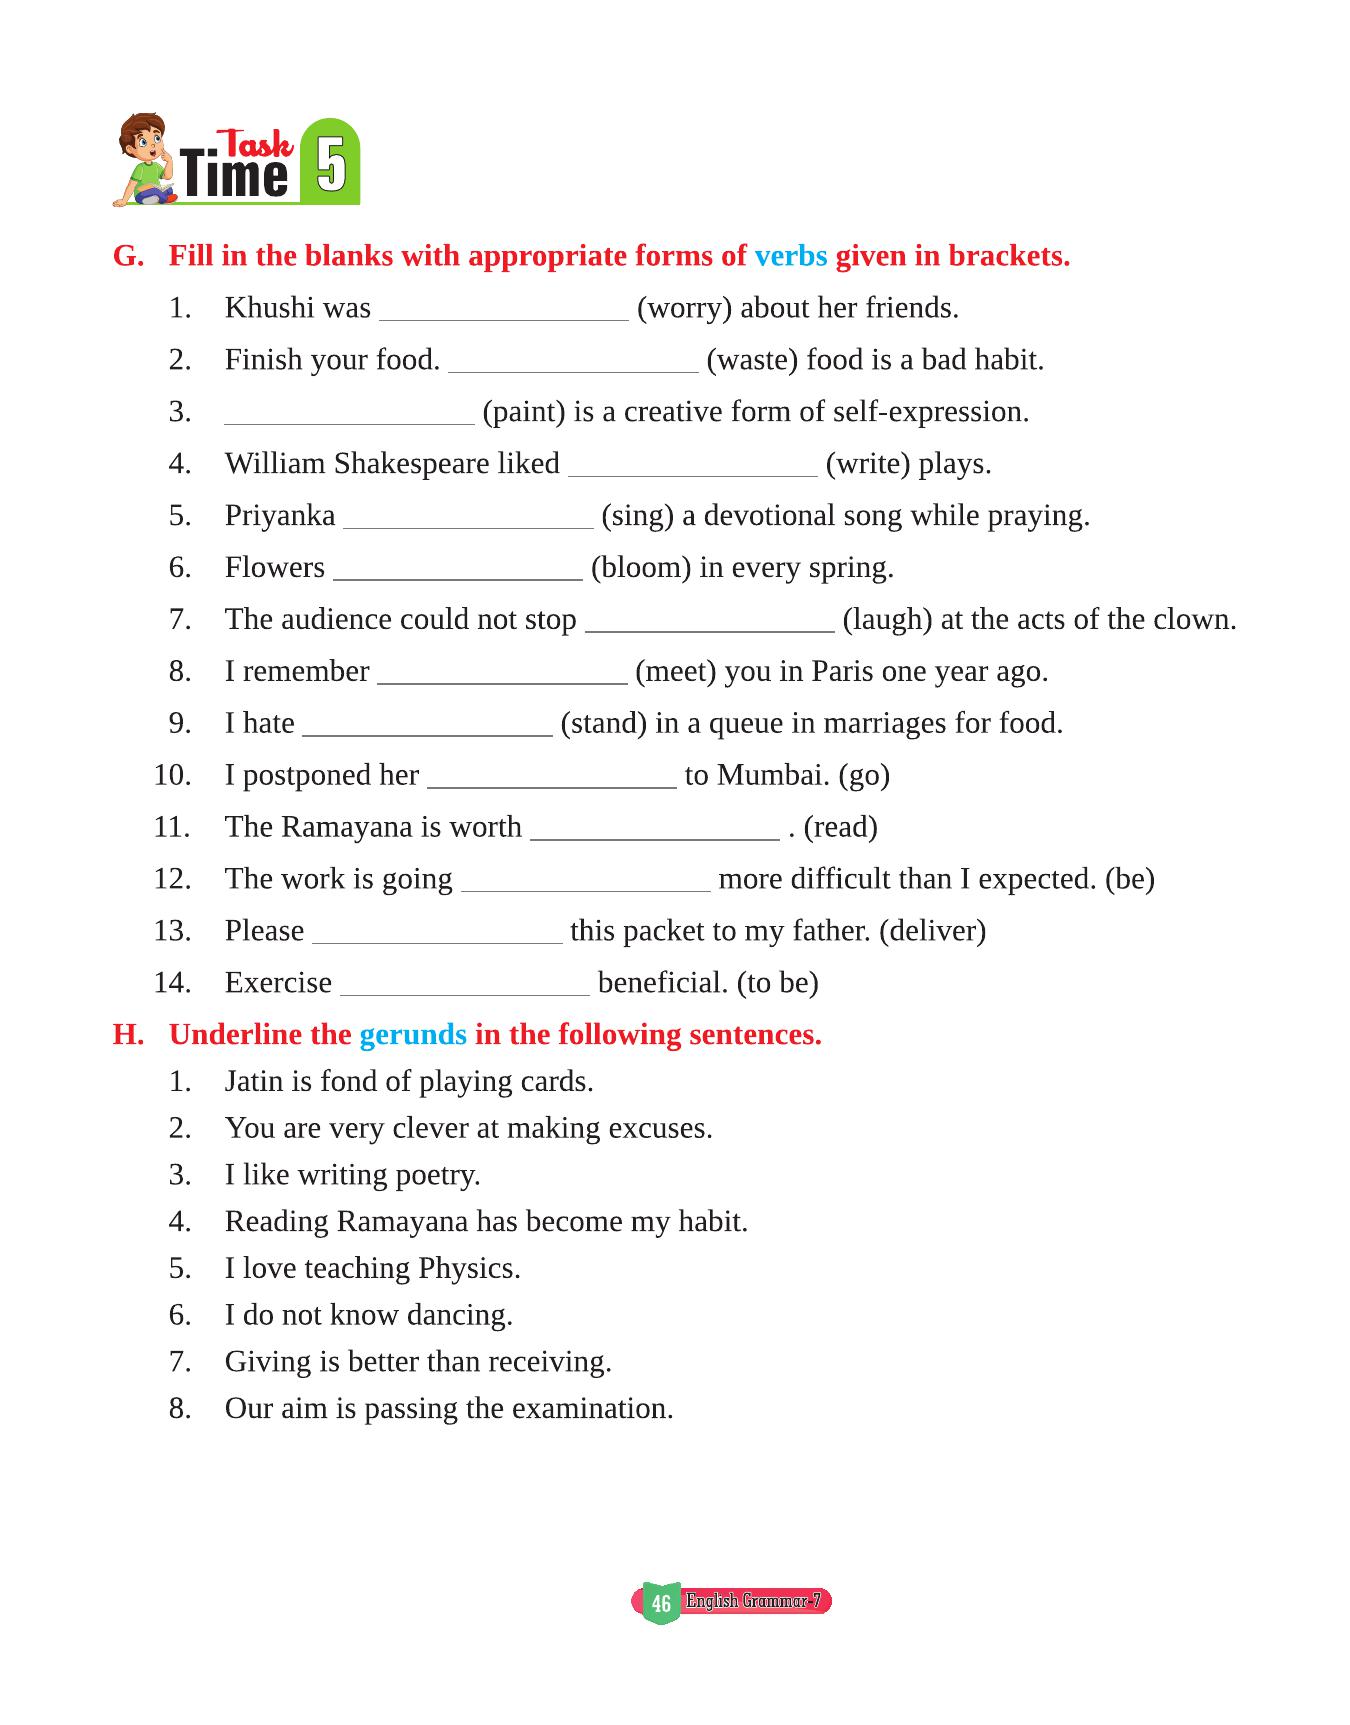 Task
Time 5
G. Fill in the blanks with appropriate forms of verbs given in brackets.
1. Khushi was ________________ (worry) about her friends.
2. Finish your food. ________________ (waste) food is a bad habit.
3. ________________ (paint) is a creative form of self-expression.
4. William Shakespeare liked ________________ (write) plays.
5. Priyanka ________________ (sing) a devotional song while praying.
6. Flowers ________________ (bloom) in every spring.
7. The audience could not stop ________________ (laugh) at the acts of the clown.
8. I remember ________________ (meet) you in Paris one year ago.
9. I hate ________________ (stand) in a queue in marriages for food.
10. I postponed her ________________ to Mumbai. (go)
11. The Ramayana is worth ________________ . (read)
12. The work is going ________________ more difficult than I expected. (be)
13. Please ________________ this packet to my father. (deliver)
14. Exercise ________________ beneficial. (to be)
H. Underline the gerunds in the following sentences.
1. Jatin is fond of playing cards.
2. You are very clever at making excuses.
3. I like writing poetry.
4. Reading Ramayana has become my habit.
5. I love teaching Physics.
6. I do not know dancing.
7. Giving is better than receiving.
8. Our aim is passing the examination.
46 English Grammar-7